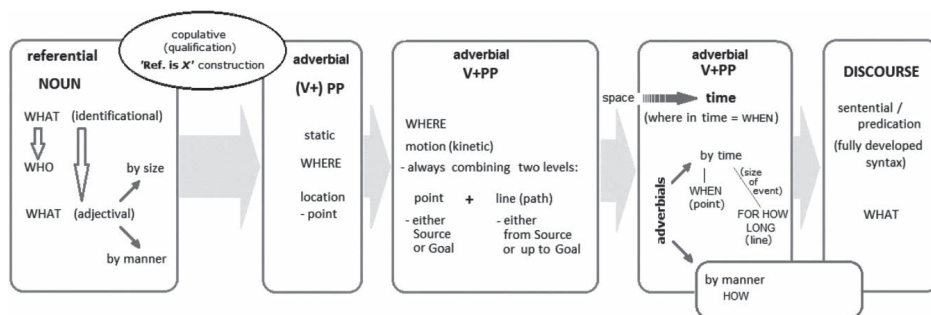 referential
NOUN
WHAT (identificational)
WHO
by size
WHAT (adjectival)
by manner
copulative
(qualification)
'Ref. is X' construction
adverbial
(V+) PP
static
WHERE
location
- point
adverbial
V+PP
WHERE
motion (kinetic)
- always combining two levels:
point + line (path)
- either
Source
or Goal
- either
from Source
or up to Goal
adverbial
V+PP
space time
(where in time = WHEN)
adverbials
by time
WHEN
(point)
(size of event)
FOR HOW
LONG
(line)
by manner
HOW
DISCOURSE
sentential /
predication
(fully developed
syntax)
WHAT